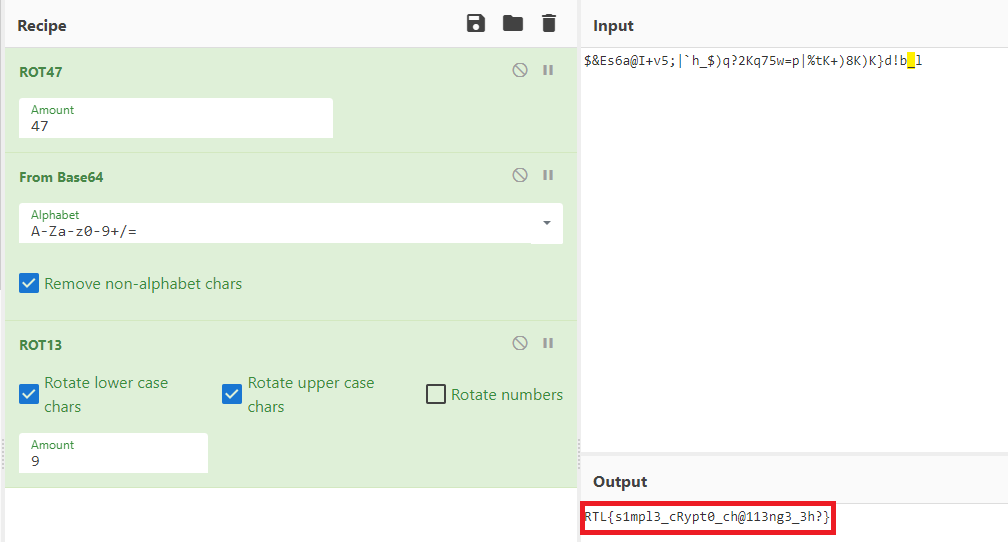 Recipe
ROT47
Amount
47
From Base64
Alphabet
A-Za-z0-9+/=
Remove non-alphabet chars
ROT13
Rotate lower case chars
Rotate upper case chars
Rotate numbers
Amount
9
Input
$&Es6a@I+v5;|`h_$)q?2Kq75w=p|%tK+)8K)K}d!b_l
Output
RTL{s1mpl3_cRypt0_ch@113ng3_3h?}